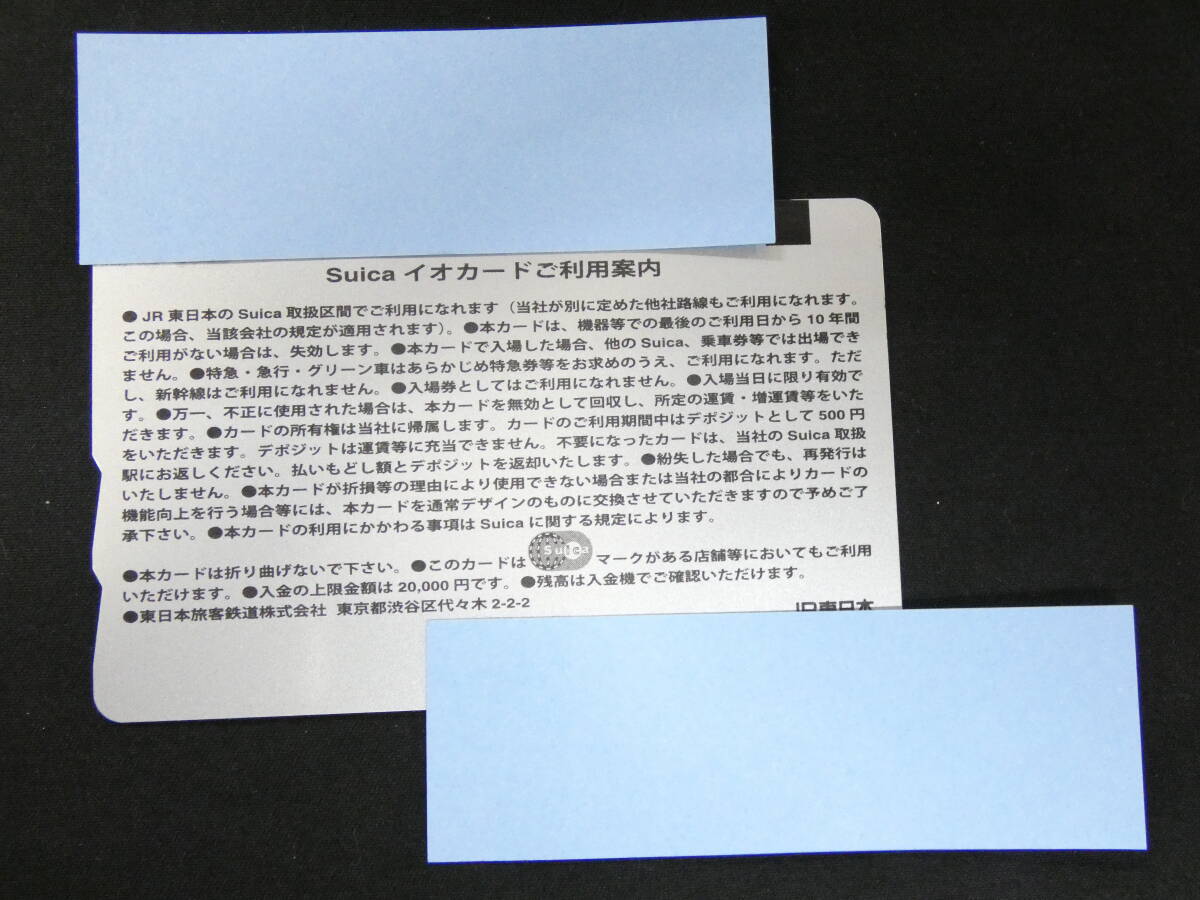 Suica イオカードご利用案内
●JR東日本のSuica取扱区間でご利用になれます（当社が別に定めた他社路線もご利用になれます。
この場合、当該会社の規定が適用されます）。●本カードは、機器等での最後のご利用日から10年間
ご利用がない場合は、失効します。●本カードで入場した場合、他のSuica、乗車券等では出場でき
ません。●特急・急行・グリーン車はあらかじめ特急券等をお求めのうえ、ご利用になれます。ただ
し、新幹線はご利用になれません。●入場券としてはご利用になれません。●入場当日に限り有効で
す。●万一、不正に使用された場合は、本カードを無効として回収し、所定の運賃・増運賃等をいた
だきます。●カードの所有権は当社に帰属します。カードのご利用期間中はデポジットとして500円
をいただきます。デポジットは運賃等に充当できません。不要になったカードは、当社のSuica取扱
駅にお返しください。払いもどし額とデポジットを返却いたします。●紛失した場合でも、再発行は
いたしません。●本カードが折損等の理由により使用できない場合または当社の都合によりカードの
機能向上を行う場合等には、本カードを通常デザインのものに交換させていただきますので予めご了
承下さい。●本カードの利用にかかわる事項はSuicaに関する規定によります。
●本カードは折り曲げないで下さい。●このカードは Suica マークがある店舗等においてもご利用
いただけます。●入金の上限金額は20,000円です。●残高は入金機でご確認いただけます。
●東日本旅客鉄道株式会社 東京都渋谷区代々木2-2-2
JR東日本